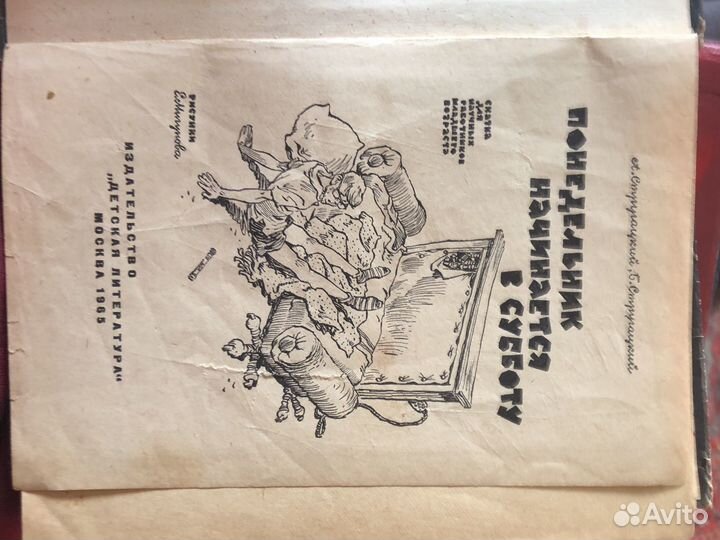 А. Стругацкий, Б. Стругацкий
ПОНЕДЕЛЬНИК
НАЧИНАЕТСЯ
В СУББОТУ
СКАЗКА
ДЛЯ
НАУЧНЫХ
РАБОТНИКОВ
МЛАДШЕГО
ВОЗРАСТА
РИСУНКИ
Е. Мигунова
ИЗДАТЕЛЬСТВО
„ДЕТСКАЯ ЛИТЕРАТУРА“
МОСКВА 1965
Avito